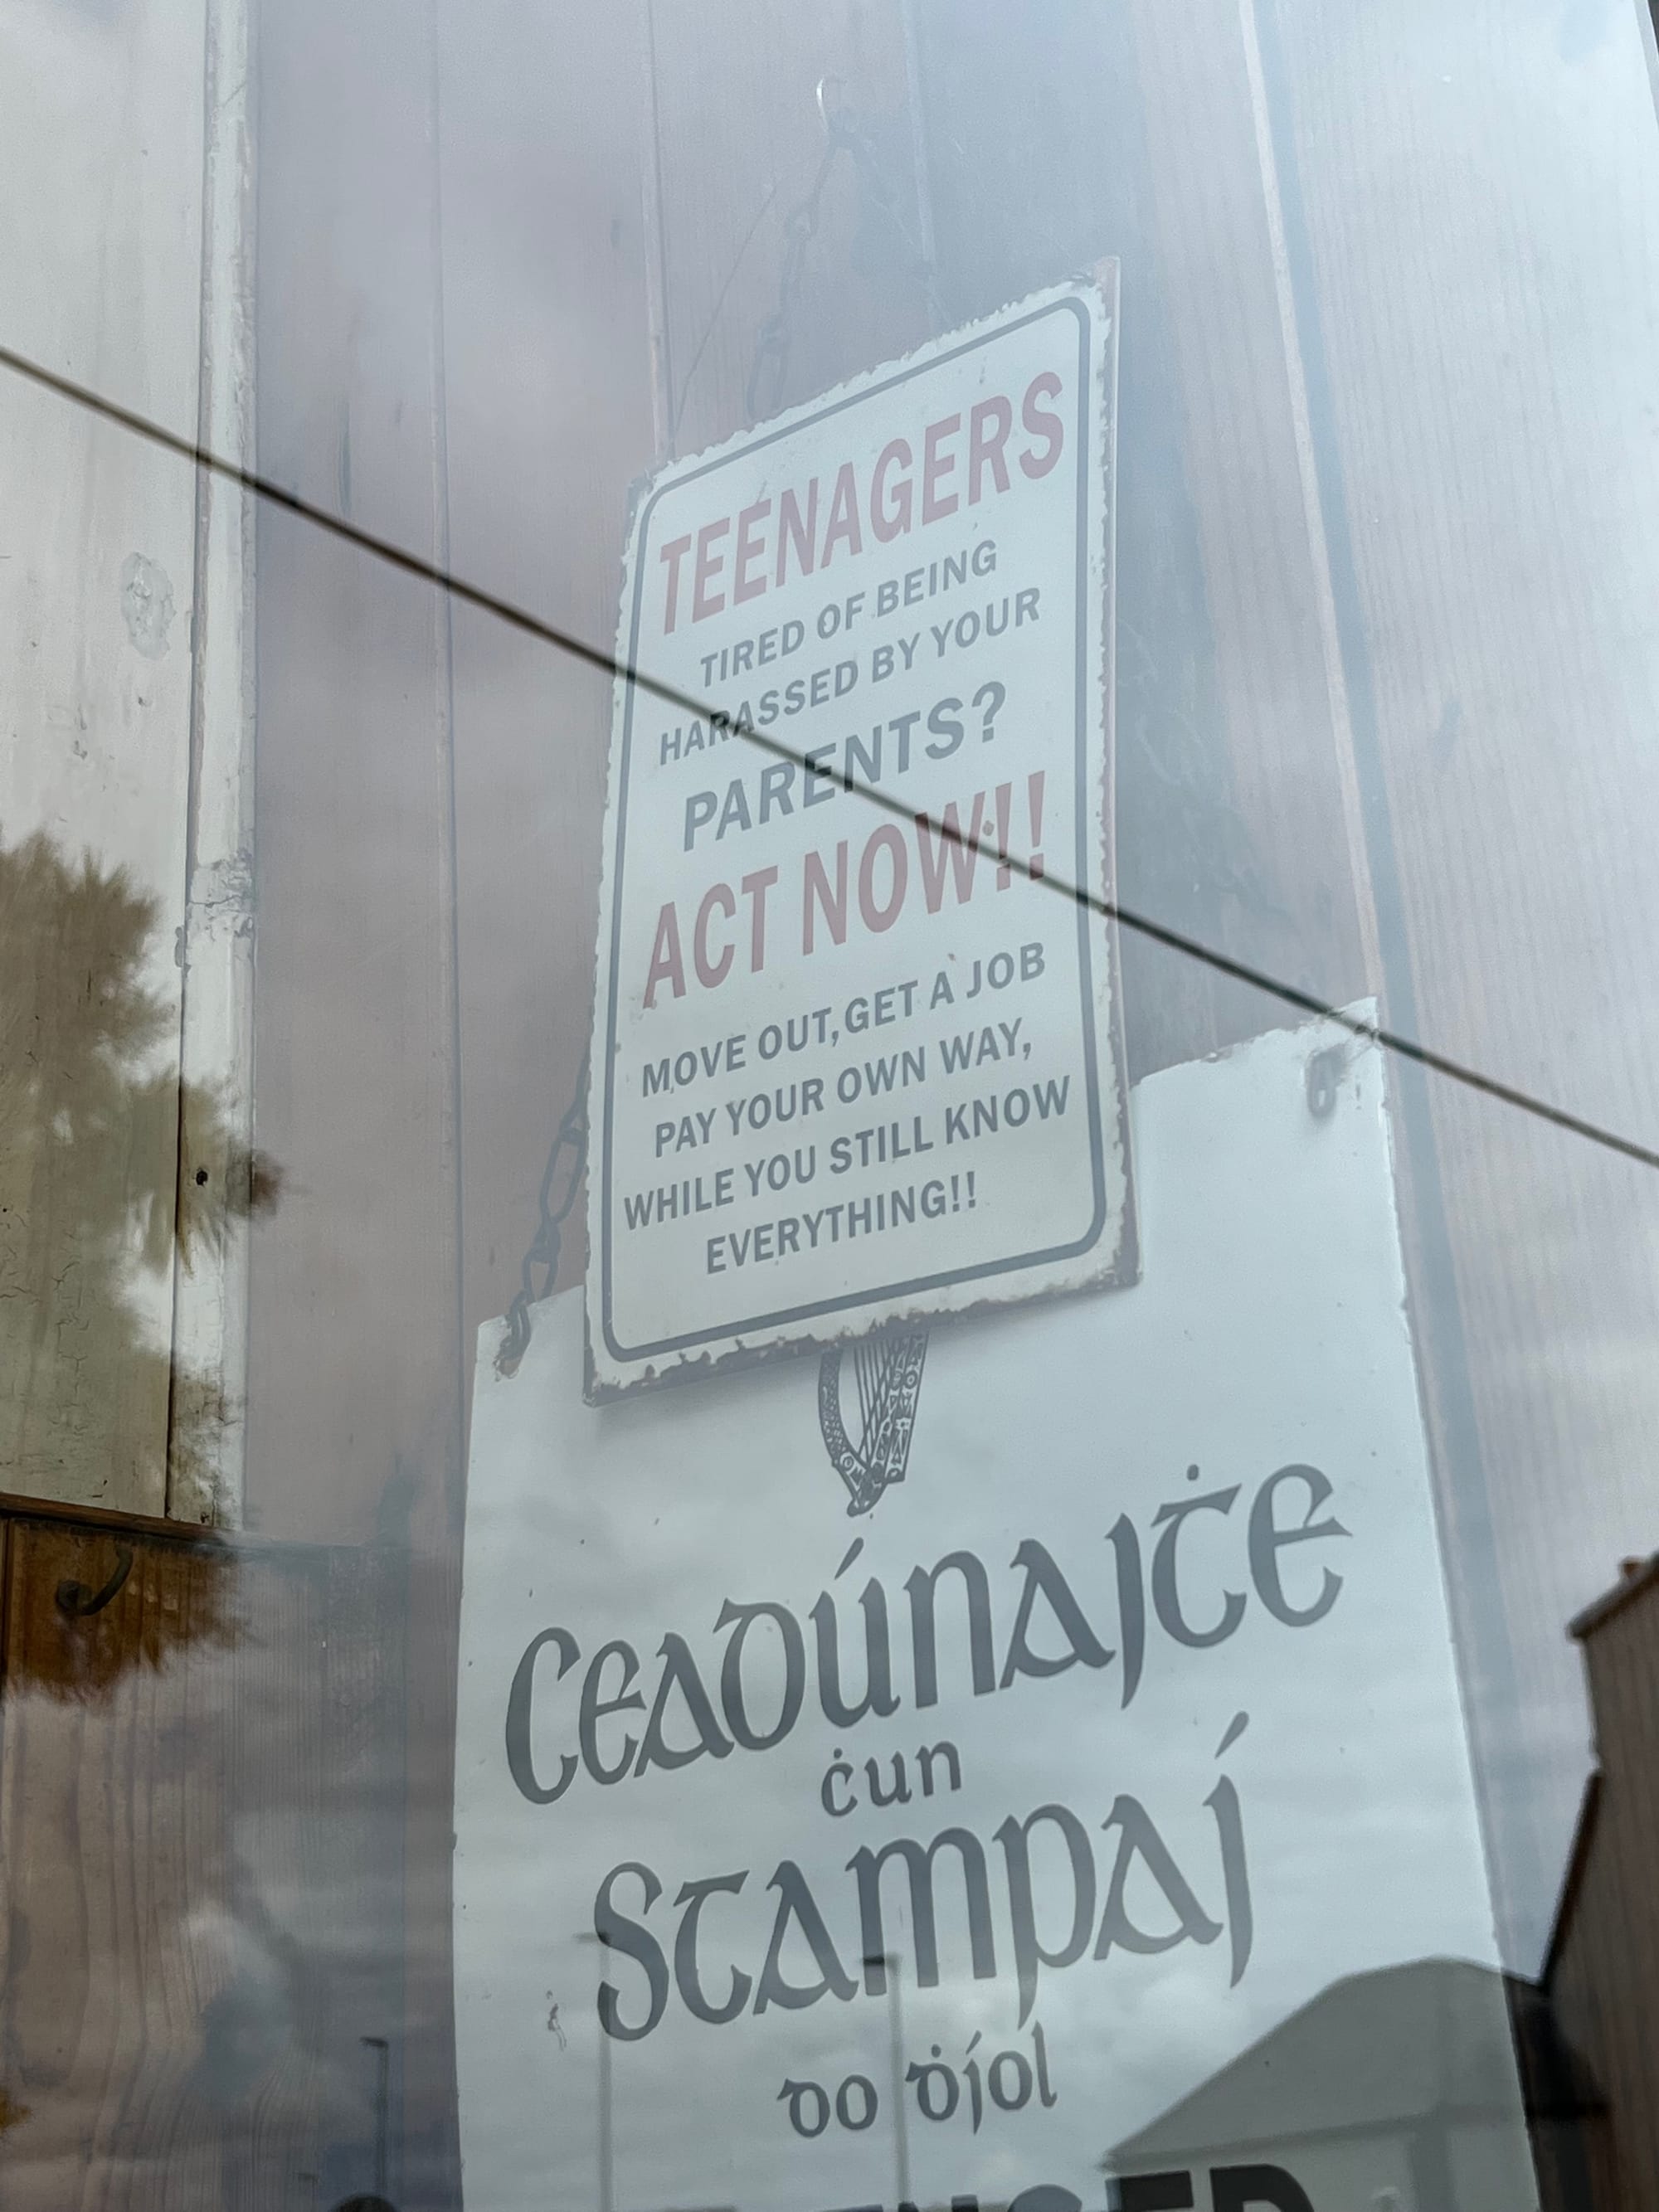 TEENAGERS
TIRED OF BEING
HARASSED BY YOUR
PARENTS?
ACT NOW!!
MOVE OUT, GET A JOB
PAY YOUR OWN WAY,
WHILE YOU STILL KNOW
EVERYTHING!!
Ceadúnaiṫe
ċun
Stampaí
do ḋíol